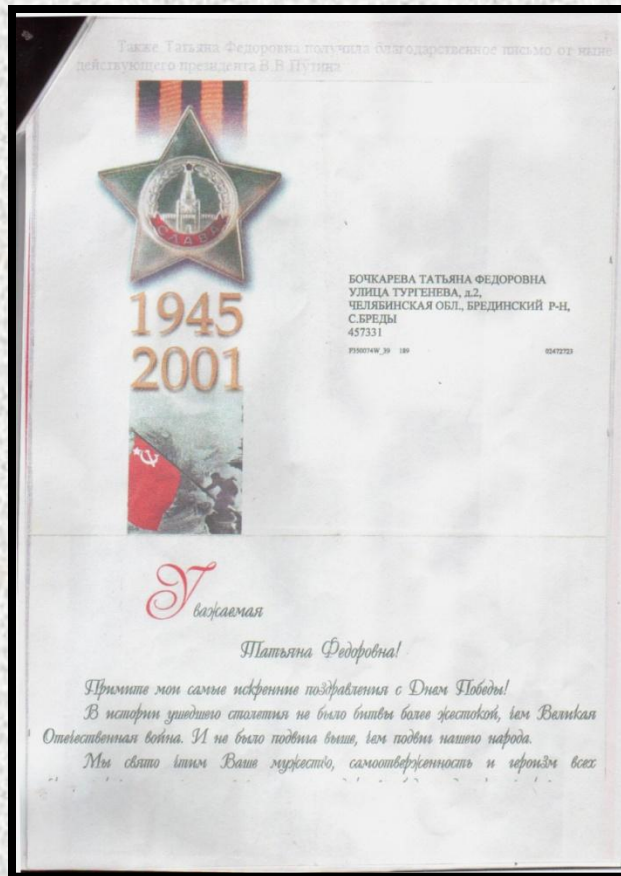 Также Татьяна Федоровна получила благодарственное письмо от ныне
действующего президента В.В.Путина
СЛАВА
1945
2001
БОЧКАРЕВА ТАТЬЯНА ФЕДОРОВНА
УЛИЦА ТУРГЕНЕВА, д.2,
ЧЕЛЯБИНСКАЯ ОБЛ., БРЕДИНСКИЙ Р-Н,
С.БРЕДЫ
457331
P350074W_39 189 02472723
Уважаемая
Татьяна Федоровна!
Примите мои самые искренние поздравления с Днем Победы!
В истории ушедшего столетия не было битвы более жестокой, чем Великая
Отечественная война. И не было подвига выше, чем подвиг нашего народа.
Мы свято чтим Ваше мужество, самоотверженность и героизм всех